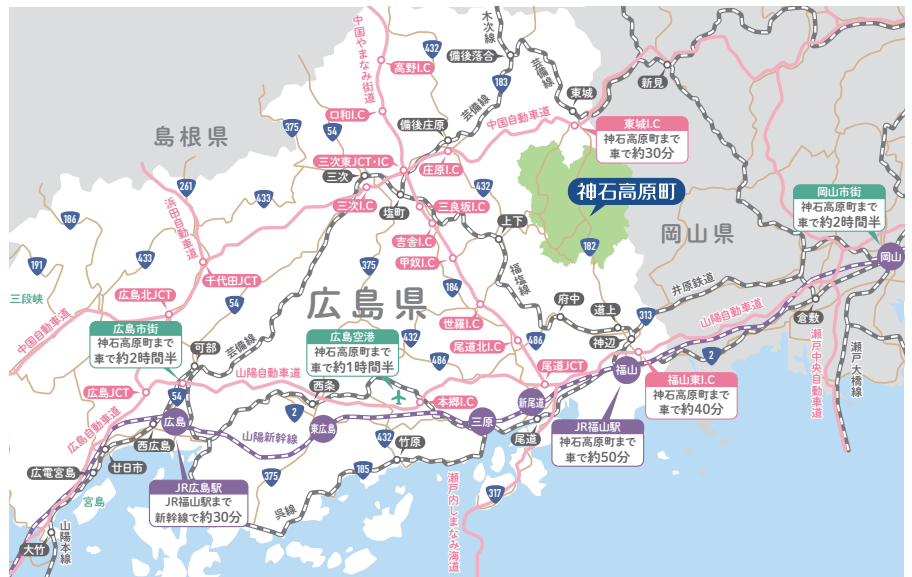 中国やまなみ街道
432
木次線
備後落合
高野I.C
183
芸備線
東城
新見
口和I.C
芸備線
375
54
備後庄原
中国自動車道
東城I.C
神石高原町まで
車で約30分
島根県
三次東JCT・IC
三次
庄原I.C
261
433
432
神石高原町
岡山市街
神石高原町まで
車で約2時間半
三次I.C
塩町
三良坂I.C
186
浜田自動車道
上下
吉舎I.C
岡山県
182
433
191
375
甲奴I.C
福塩線
岡山
千代田JCT
井原鉄道
三段峡
広島北JCT
54
184
広島県
府中
道上
313
山陽自動車道
倉敷
中国自動車道
世羅I.C
広島市街
神石高原町まで
車で約2時間半
可部
芸備線
広島空港
神石高原町まで
車で約1時間半
432
486
尾道北I.C
486
神辺
2
瀬戸中央自動車道
瀬戸大橋線
尾道JCT
福山
福山東I.C
神石高原町まで
車で約40分
広島JCT
54
山陽自動車道
西条
2
本郷I.C
新尾道
広島自動車道
広島
山陽新幹線
東広島
三原
尾道
JR福山駅
神石高原町まで
車で約50分
西広島
432
竹原
広電宮島
廿日市
185
375
JR広島駅
JR福山駅まで
新幹線で約30分
瀬戸内しまなみ海道
317
宮島
呉線
大竹
山陽本線